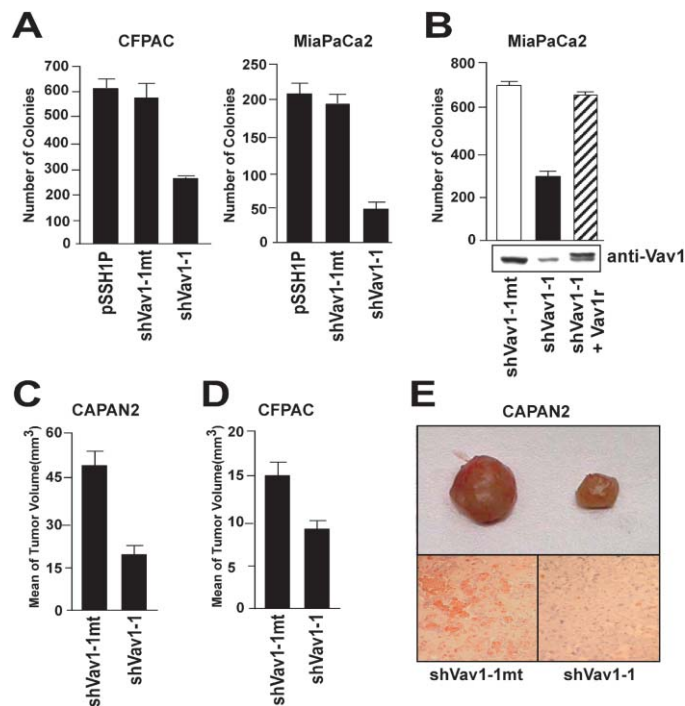 A
CFPAC
Number of Colonies
700
600
500
400
300
200
100
0
pSSH1P
shVav1-1mt
shVav1-1
MiaPaCa2
Number of Colonies
250
200
150
100
50
0
pSSH1P
shVav1-1mt
shVav1-1
B
MiaPaCa2
Number of Colonies
800
600
400
200
0
anti-Vav1
shVav1-1mt
shVav1-1
shVav1-1
+ Vav1r
C
CAPAN2
Mean of Tumor Volume(mm³)
60
45
30
15
0
shVav1-1mt
shVav1-1
D
CFPAC
Mean of Tumor Volume(mm³)
20
15
10
5
0
shVav1-1mt
shVav1-1
E
CAPAN2
shVav1-1mt
shVav1-1